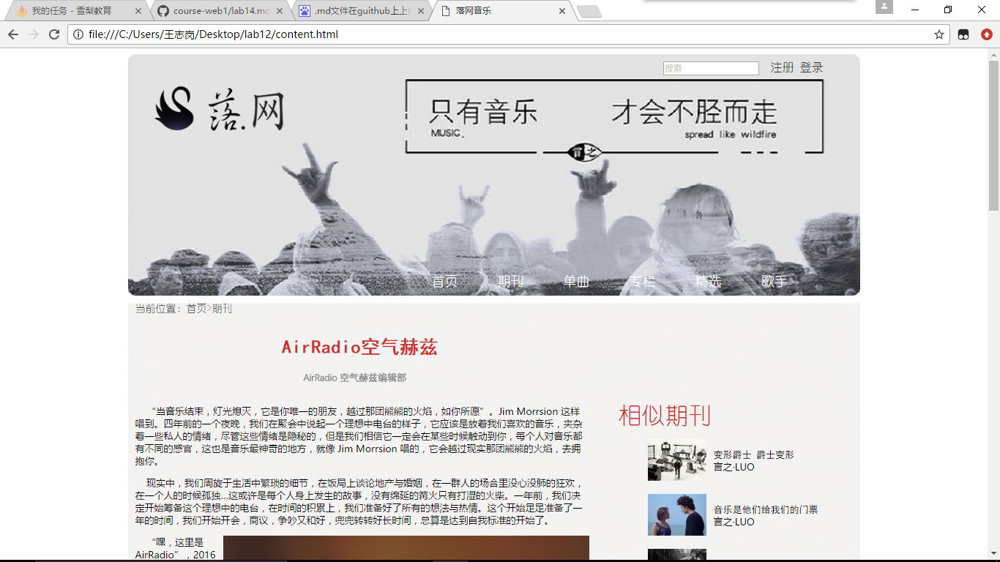 我的任务 - 雪梨教育
course-web1/lab14.md
.md文件在guithub上上
落网音乐
file:///C:/Users/王志岗/Desktop/lab12/content.html
搜索
注册 登录
落.网
只有音乐 才会不胫而走
MUSIC. spread like wildfire
言之
首页 期刊 单曲 专栏 精选 歌手
当前位置：首页>期刊
AirRadio空气赫兹
AirRadio 空气赫兹编辑部
“当音乐结束，灯光熄灭，它是你唯一的朋友，越过那团熊熊的火焰，如你所愿”。Jim Morrsion 这样
唱到。四年前的一个夜晚，我们在聚会中说起一个理想中电台的样子，它应该是放着我们喜欢的音乐，夹杂
着一些私人的情绪，尽管这些情绪是隐秘的，但是我们相信它一定会在某些时候触动到你，每个人对音乐都
有不同的感官，这也是音乐最神奇的地方，就像 Jim Morrsion 唱的，它会越过现实那团熊熊的火焰，去拥
抱你。
现实中，我们周旋于生活中繁琐的细节，在饭局上谈论地产与婚姻，在一群人的场合里没心没肺的狂欢，
在一个人的时候孤独...这或许是每个人身上发生的故事，没有绵延的篝火只有打湿的火柴。一年前，我们决
定开始筹备这个理想中的电台，在时间的积累上，我们准备好了所有的想法与热情。这个开始足足准备了一
年的时间，我们开始开会，商议，争吵又和好，兜兜转转好长时间，总算是达到自我标准的开始了。
“嘿，这里是
AirRadio”，2016
相似期刊
变形爵士 爵士变形
言之·LUO
音乐是他们给我们的门票
言之·LUO